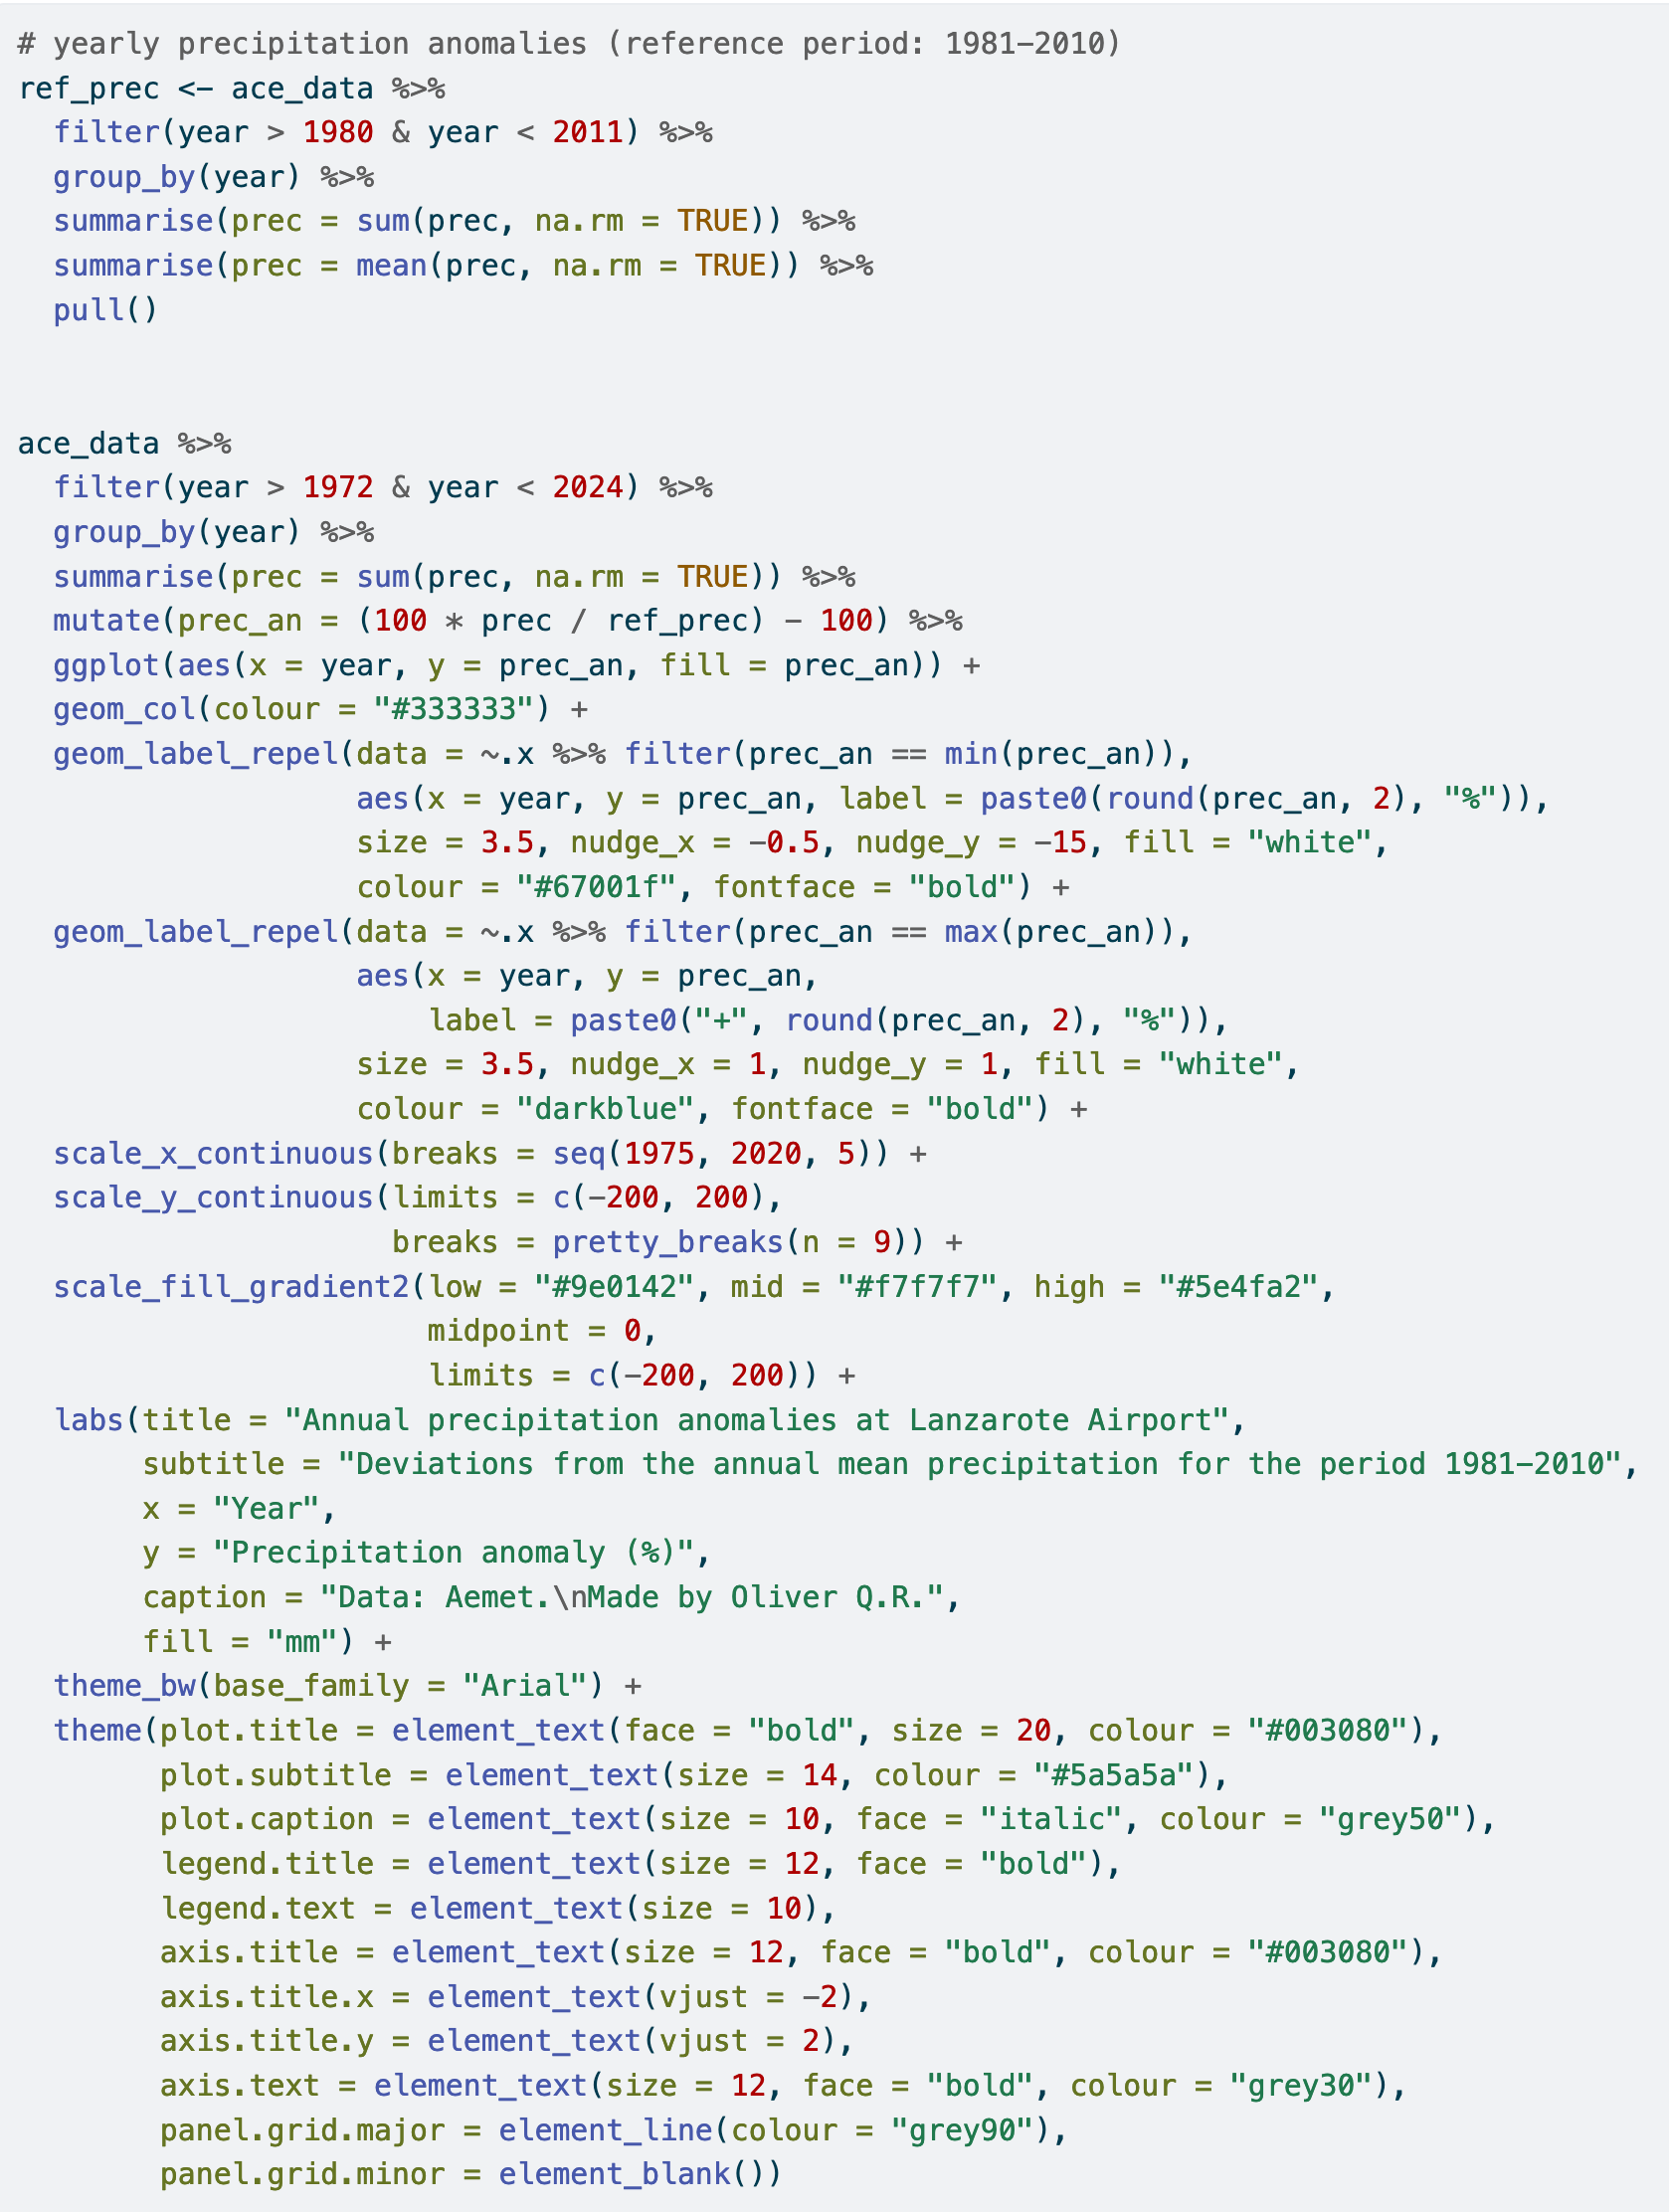 # yearly precipitation anomalies (reference period: 1981–2010)
ref_prec <- ace_data %>%
  filter(year > 1980 & year < 2011) %>%
  group_by(year) %>%
  summarise(prec = sum(prec, na.rm = TRUE)) %>%
  summarise(prec = mean(prec, na.rm = TRUE)) %>%
  pull()

ace_data %>%
  filter(year > 1972 & year < 2024) %>%
  group_by(year) %>%
  summarise(prec = sum(prec, na.rm = TRUE)) %>%
  mutate(prec_an = (100 * prec / ref_prec) - 100) %>%
  ggplot(aes(x = year, y = prec_an, fill = prec_an)) +
  geom_col(colour = "#333333") +
  geom_label_repel(data = ~.x %>% filter(prec_an == min(prec_an)),
                   aes(x = year, y = prec_an, label = paste0(round(prec_an, 2), "%")),
                   size = 3.5, nudge_x = -0.5, nudge_y = -15, fill = "white",
                   colour = "#67001f", fontface = "bold") +
  geom_label_repel(data = ~.x %>% filter(prec_an == max(prec_an)),
                   aes(x = year, y = prec_an,
                       label = paste0("+", round(prec_an, 2), "%")),
                   size = 3.5, nudge_x = 1, nudge_y = 1, fill = "white",
                   colour = "darkblue", fontface = "bold") +
  scale_x_continuous(breaks = seq(1975, 2020, 5)) +
  scale_y_continuous(limits = c(-200, 200),
                     breaks = pretty_breaks(n = 9)) +
  scale_fill_gradient2(low = "#9e0142", mid = "#f7f7f7", high = "#5e4fa2",
                       midpoint = 0,
                       limits = c(-200, 200)) +
  labs(title = "Annual precipitation anomalies at Lanzarote Airport",
       subtitle = "Deviations from the annual mean precipitation for the period 1981–2010",
       x = "Year",
       y = "Precipitation anomaly (%)",
       caption = "Data: Aemet.\nMade by Oliver Q.R.",
       fill = "mm") +
  theme_bw(base_family = "Arial") +
  theme(plot.title = element_text(face = "bold", size = 20, colour = "#003080"),
        plot.subtitle = element_text(size = 14, colour = "#5a5a5a"),
        plot.caption = element_text(size = 10, face = "italic", colour = "grey50"),
        legend.title = element_text(size = 12, face = "bold"),
        legend.text = element_text(size = 10),
        axis.title = element_text(size = 12, face = "bold", colour = "#003080"),
        axis.title.x = element_text(vjust = -2),
        axis.title.y = element_text(vjust = 2),
        axis.text = element_text(size = 12, face = "bold", colour = "grey30"),
        panel.grid.major = element_line(colour = "grey90"),
        panel.grid.minor = element_blank())